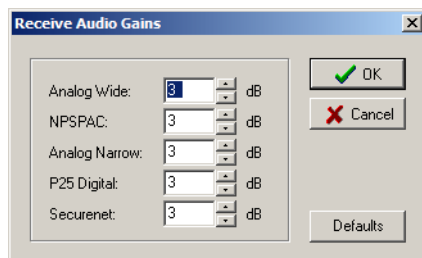 Receive Audio Gains
Analog Wide: 3 dB
NPSPAC: 3 dB
Analog Narrow: 3 dB
P25 Digital: 3 dB
Securenet: 3 dB
OK
Cancel
Defaults